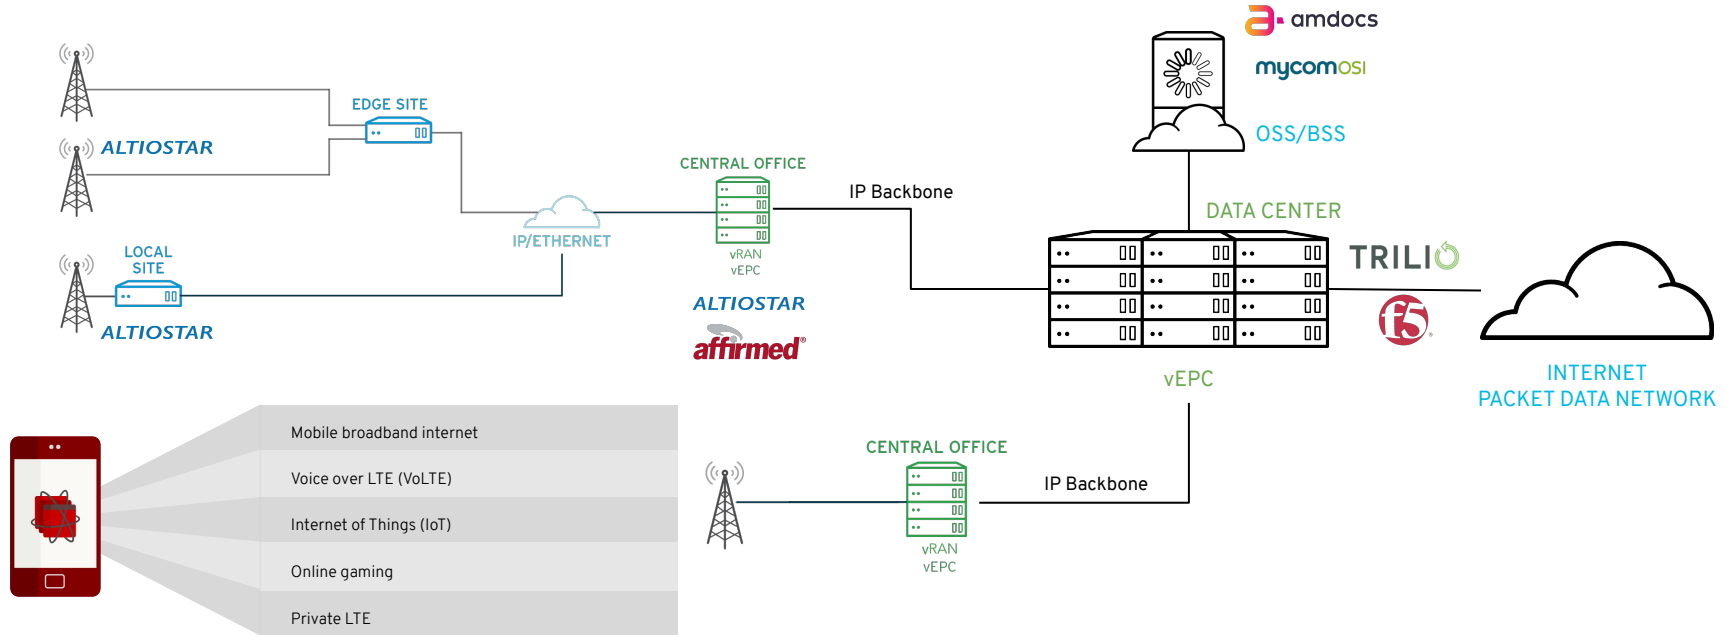 amdocs
mycomOSI
OSS/BSS
EDGE SITE
ALTIOSTAR
CENTRAL OFFICE
IP Backbone
DATA CENTER
IP/ETHERNET
vRAN
vEPC
LOCAL
SITE
ALTIOSTAR
ALTIOSTAR
affirmed®
TRILIO
f5®
vEPC
INTERNET
PACKET DATA NETWORK
Mobile broadband internet
Voice over LTE (VoLTE)
Internet of Things (IoT)
Online gaming
Private LTE
CENTRAL OFFICE
IP Backbone
vRAN
vEPC